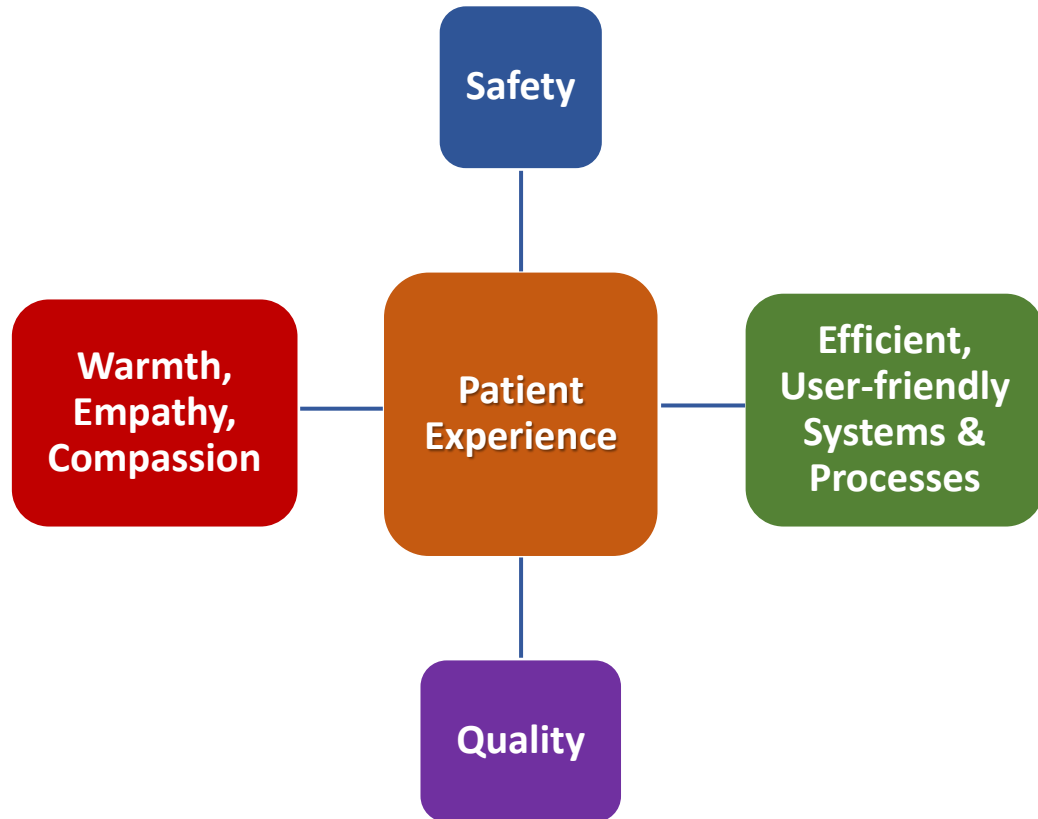 Safety
Warmth,
Empathy,
Compassion
Patient
Experience
Efficient,
User-friendly
Systems &
Processes
Quality